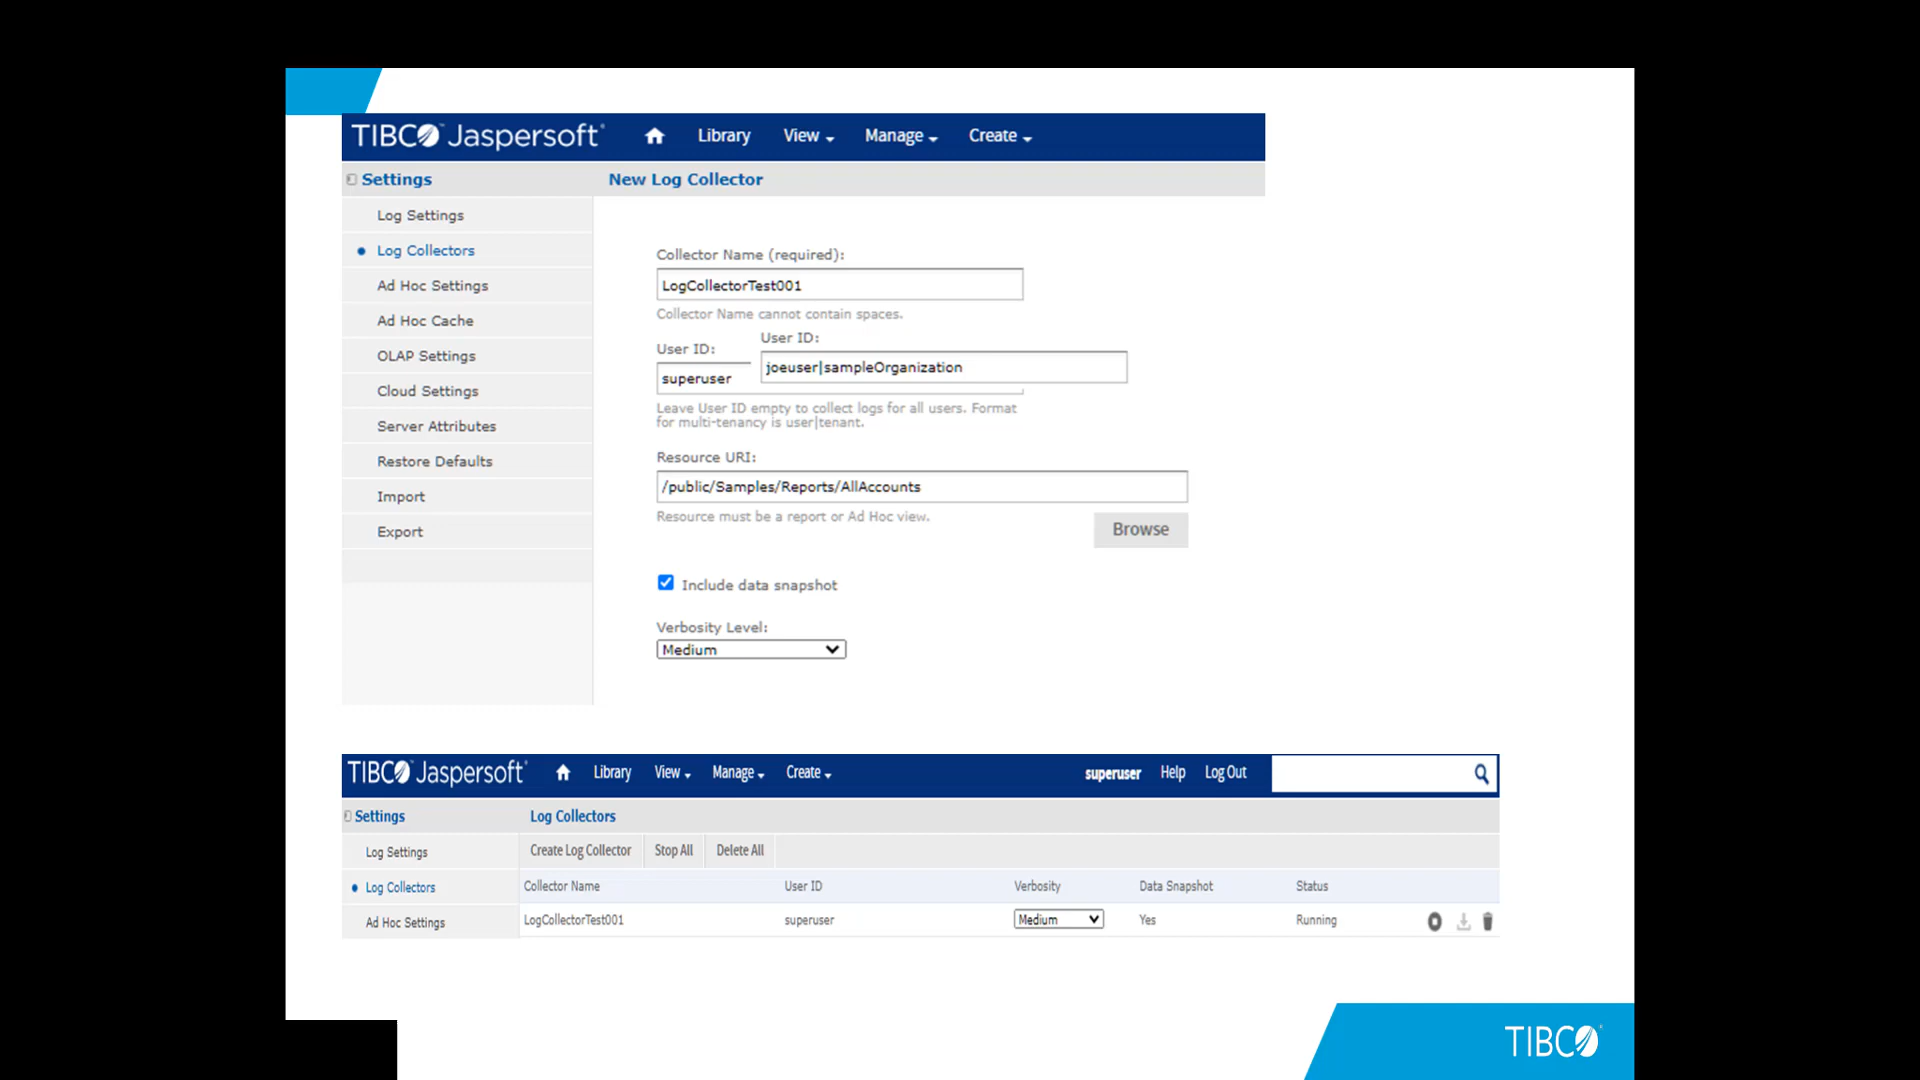 TIBCO Jaspersoft Library View Manage Create
Settings New Log Collector
Log Settings
Log Collectors
Ad Hoc Settings
Ad Hoc Cache
OLAP Settings
Cloud Settings
Server Attributes
Restore Defaults
Import
Export
Collector Name (required):
LogCollectorTest001
Collector Name cannot contain spaces.
User ID:
superuser
User ID:
joeuser|sampleOrganization
Leave User ID empty to collect logs for all users. Format
for multi-tenancy is user|tenant.
Resource URI:
/public/Samples/Reports/AllAccounts
Resource must be a report or Ad Hoc view.
Browse
Include data snapshot
Verbosity Level:
Medium
TIBCO Jaspersoft Library View Manage Create superuser Help Log Out
Settings Log Collectors
Log Settings
Log Collectors
Ad Hoc Settings
Create Log Collector Stop All Delete All
Collector Name User ID Verbosity Data Snapshot Status
LogCollectorTest001 superuser Medium Yes Running
TIBCO